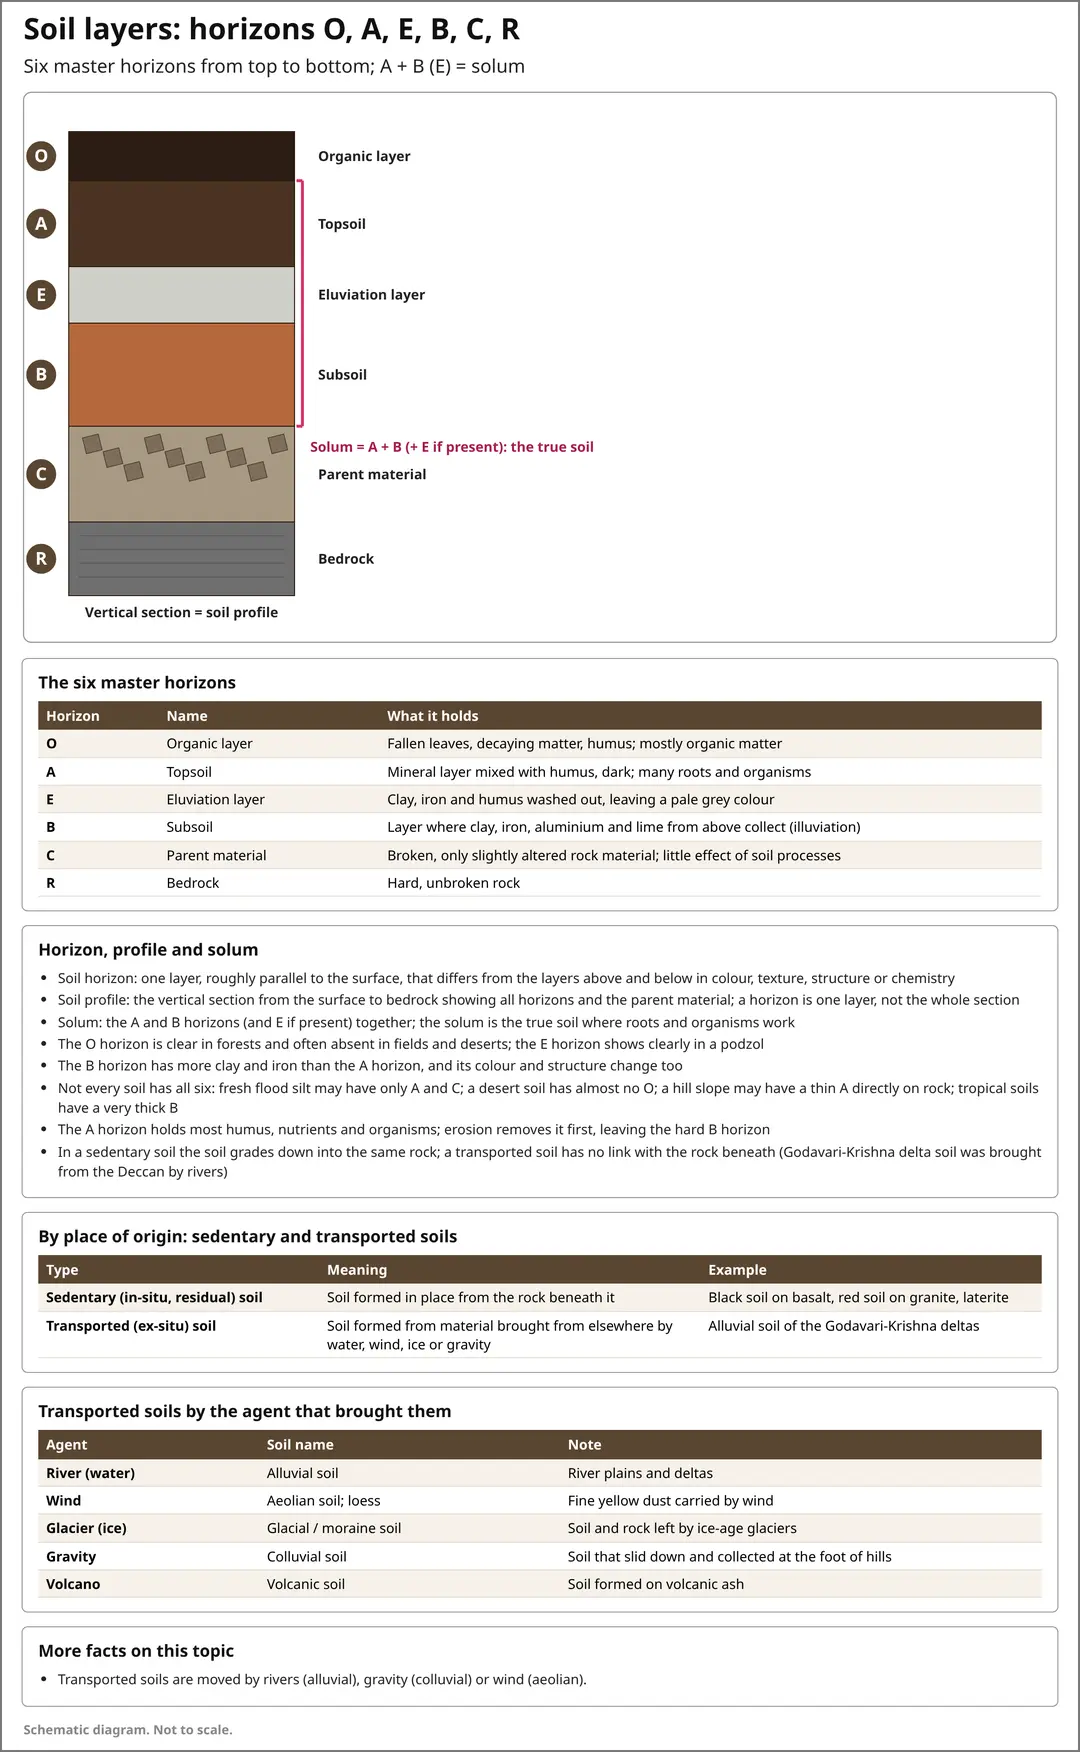 Soil layers: horizons O, A, E, B, C, R
Six master horizons from top to bottom; A + B (E) = solum
O
Organic layer
A
Topsoil
E
Eluviation layer
B
Subsoil
Solum = A + B (+ E if present): the true soil
C
Parent material
R
Bedrock
Vertical section = soil profile
The six master horizons
Horizon Name What it holds
O Organic layer Fallen leaves, decaying matter, humus; mostly organic matter
A Topsoil Mineral layer mixed with humus, dark; many roots and organisms
E Eluviation layer Clay, iron and humus washed out, leaving a pale grey colour
B Subsoil Layer where clay, iron, aluminium and lime from above collect (illuviation)
C Parent material Broken, only slightly altered rock material; little effect of soil processes
R Bedrock Hard, unbroken rock
Horizon, profile and solum
• Soil horizon: one layer, roughly parallel to the surface, that differs from the layers above and below in colour, texture, structure or chemistry
• Soil profile: the vertical section from the surface to bedrock showing all horizons and the parent material; a horizon is one layer, not the whole section
• Solum: the A and B horizons (and E if present) together; the solum is the true soil where roots and organisms work
• The O horizon is clear in forests and often absent in fields and deserts; the E horizon shows clearly in a podzol
• The B horizon has more clay and iron than the A horizon, and its colour and structure change too
• Not every soil has all six: fresh flood silt may have only A and C; a desert soil has almost no O; a hill slope may have a thin A directly on rock; tropical soils
have a very thick B
• The A horizon holds most humus, nutrients and organisms; erosion removes it first, leaving the hard B horizon
• In a sedentary soil the soil grades down into the same rock; a transported soil has no link with the rock beneath (Godavari-Krishna delta soil was brought
from the Deccan by rivers)
By place of origin: sedentary and transported soils
Type Meaning Example
Sedentary (in-situ, residual) soil Soil formed in place from the rock beneath it Black soil on basalt, red soil on granite, laterite
Transported (ex-situ) soil Soil formed from material brought from elsewhere by Alluvial soil of the Godavari-Krishna deltas
water, wind, ice or gravity
Transported soils by the agent that brought them
Agent Soil name Note
River (water) Alluvial soil River plains and deltas
Wind Aeolian soil; loess Fine yellow dust carried by wind
Glacier (ice) Glacial / moraine soil Soil and rock left by ice-age glaciers
Gravity Colluvial soil Soil that slid down and collected at the foot of hills
Volcano Volcanic soil Soil formed on volcanic ash
More facts on this topic
• Transported soils are moved by rivers (alluvial), gravity (colluvial) or wind (aeolian).
Schematic diagram. Not to scale.